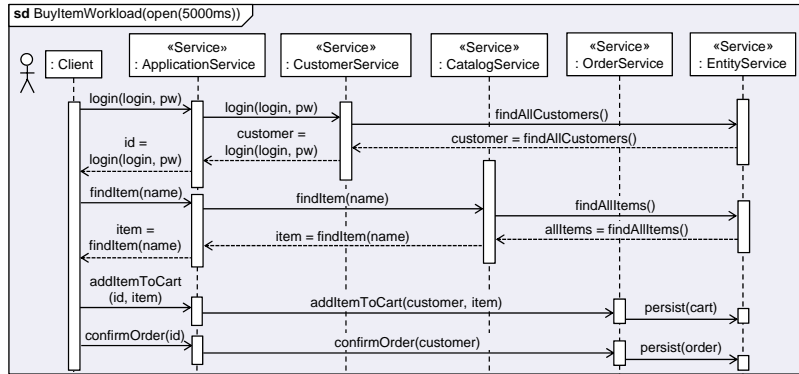 sd BuyItemWorkload(open(5000ms))
: Client
«Service»
: ApplicationService
«Service»
: CustomerService
«Service»
: CatalogService
«Service»
: OrderService
«Service»
: EntityService
login(login, pw)
login(login, pw)
findAllCustomers()
customer = findAllCustomers()
customer =
login(login, pw)
id =
login(login, pw)
findItem(name)
findItem(name)
findAllItems()
allItems = findAllItems()
item = findItem(name)
item =
findItem(name)
addItemToCart
(id, item)
addItemToCart(customer, item)
persist(cart)
confirmOrder(id)
confirmOrder(customer)
persist(order)